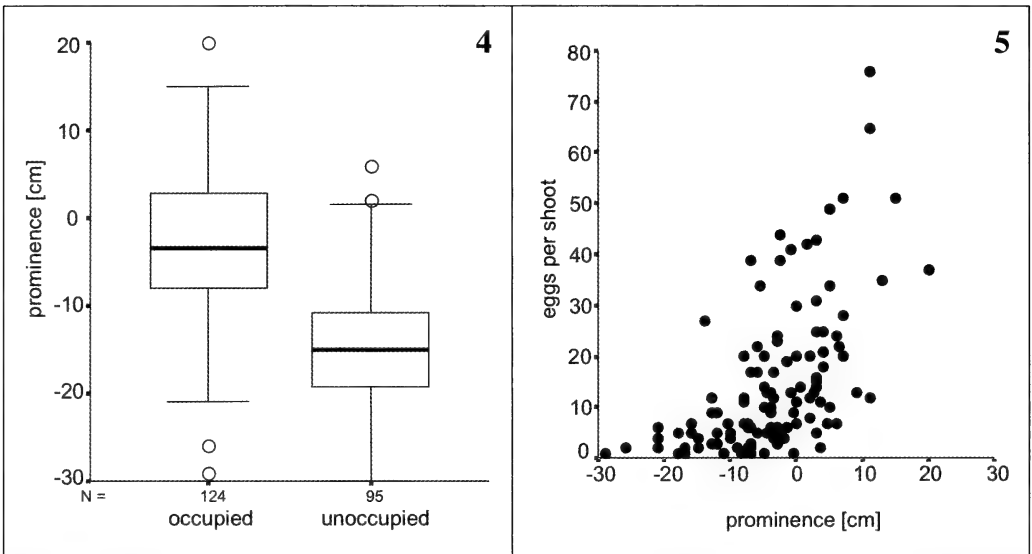 4
prominence [cm]
20
10
0
-10
-20
-30
N = 124 95
occupied unoccupied
5
eggs per shoot
80
70
60
50
40
30
20
10
0
-30 -20 -10 0 10 20 30
prominence [cm]